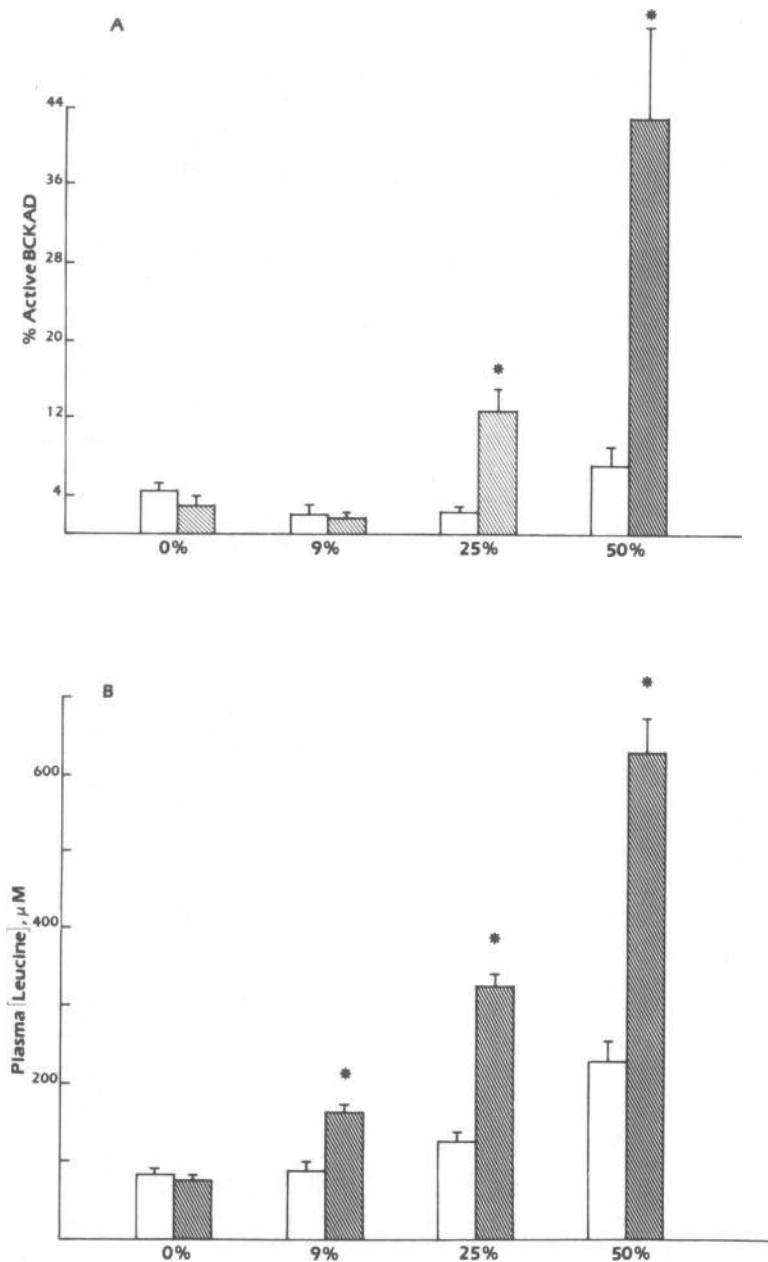 A
44
36
28
20
12
4
% Active BCKAD
*
*
0% 9% 25% 50%
B
600
400
200
Plasma [Leucine], μM
*
*
*
0% 9% 25% 50%